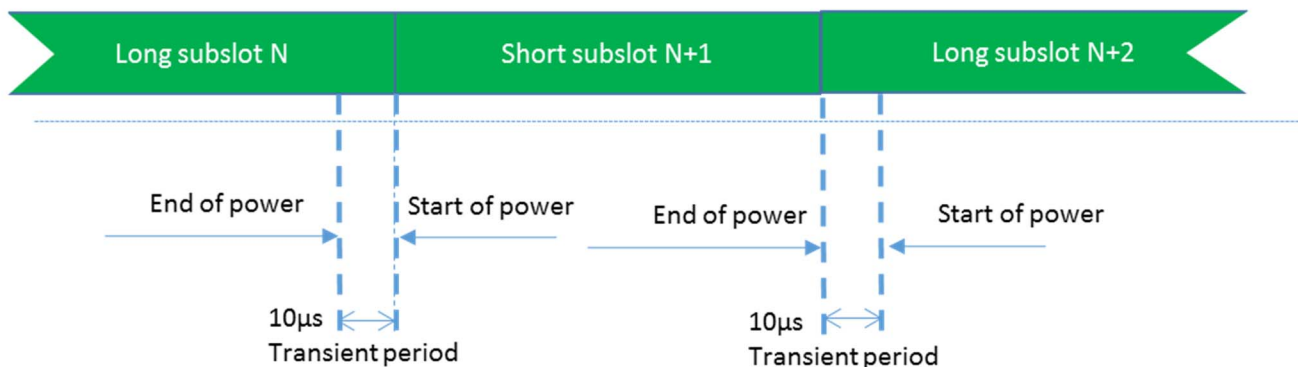 Long subslot N
Short subslot N+1
Long subslot N+2
End of power
Start of power
End of power
Start of power
10µs
Transient period
10µs
Transient period